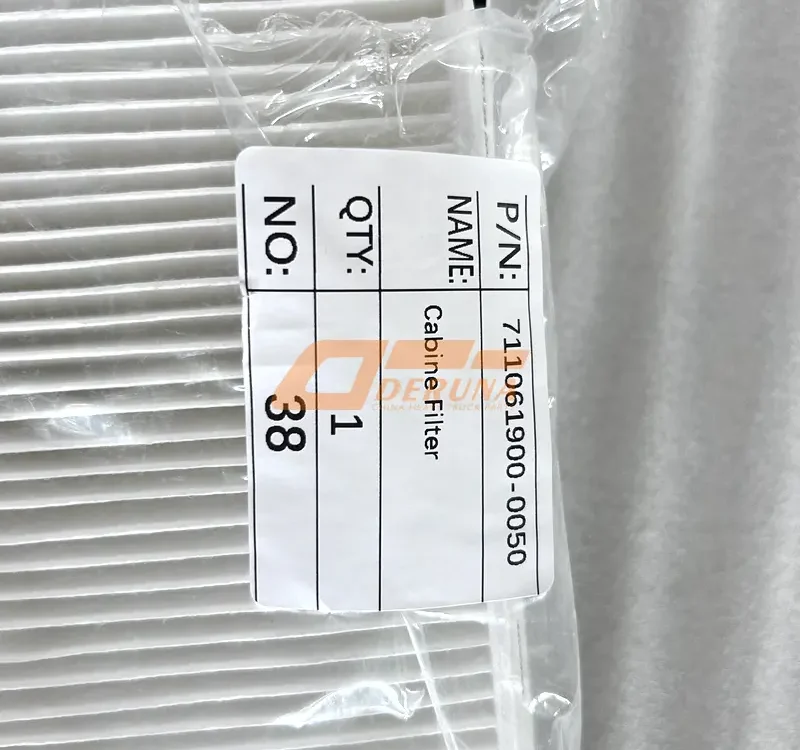 P/N: 711061900-0050
NAME: Cabine Filter
QTY: 1
NO: 38
DERUNA